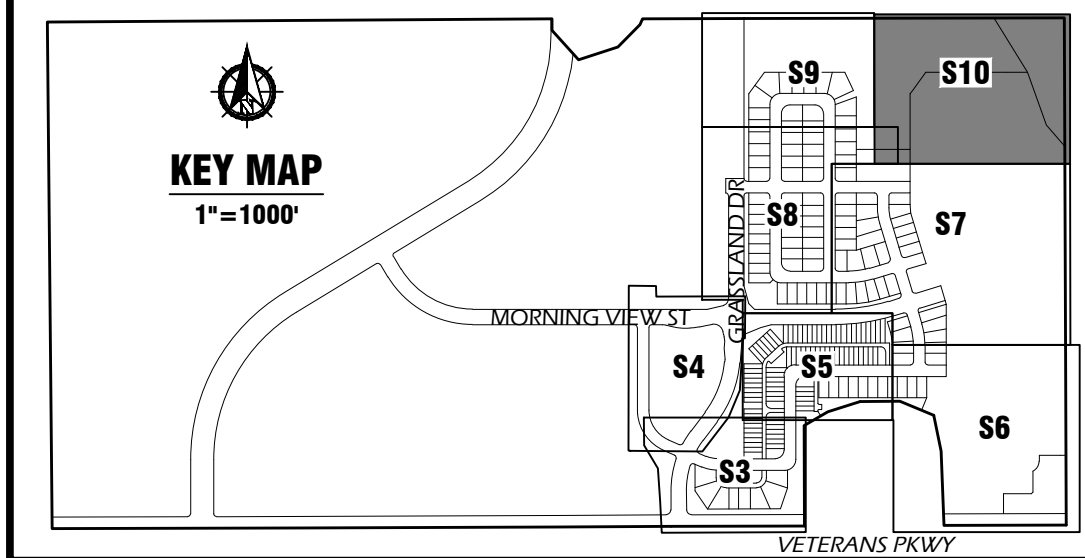 N
KEY MAP
1"=1000'
S9
S10
S8
S7
GRASSLAND DR
MORNING VIEW ST
S4
S5
S6
S3
VETERANS PKWY